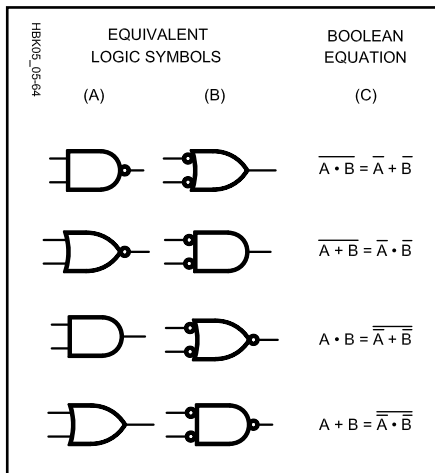 HBK05_05-64
EQUIVALENT
LOGIC SYMBOLS
BOOLEAN
EQUATION
(A) (B) (C)
A̅ ̅•̅ ̅B̅ = A̅ + B̅
A̅ ̅+̅ ̅B̅ = A̅ • B̅
A • B = A̿ ̅+̅ ̅B̿
A + B = A̿ ̅•̅ ̅B̿